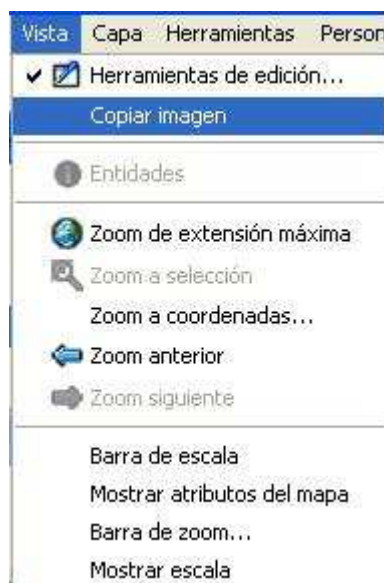 Vista Capa Herramientas Person
Herramientas de edición...
Copiar imagen
Entidades
Zoom de extensión máxima
Zoom a selección
Zoom a coordenadas...
Zoom anterior
Zoom siguiente
Barra de escala
Mostrar atributos del mapa
Barra de zoom...
Mostrar escala